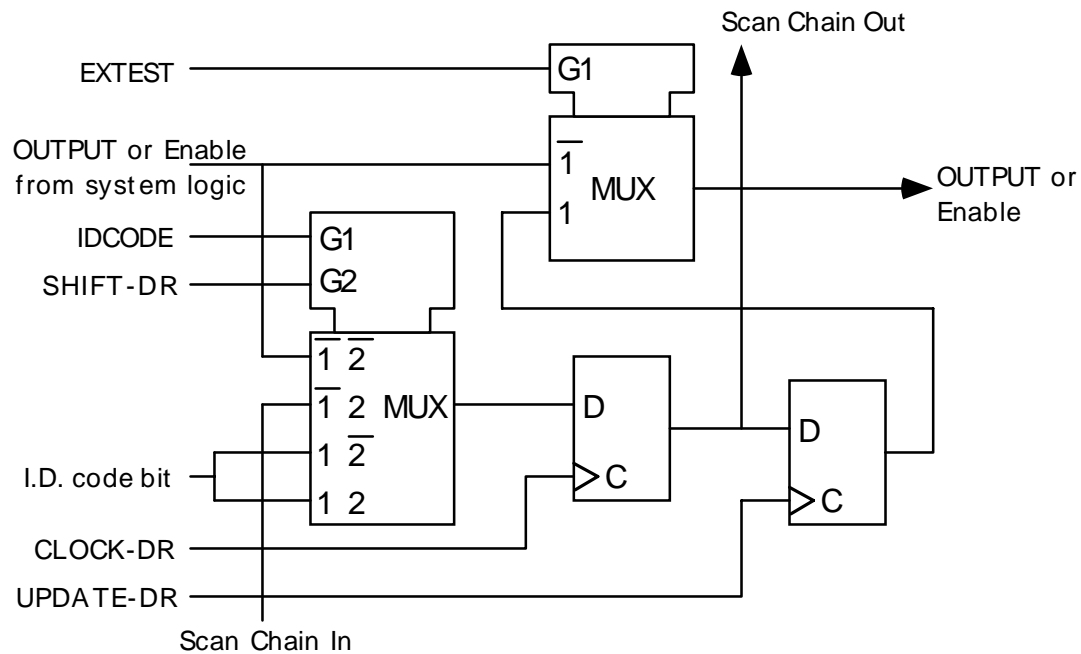 Scan Chain Out
EXTEST
G1
OUTPUT or Enable
from system logic
1̅
MUX
1
OUTPUT or
Enable
IDCODE
G1
SHIFT-DR
G2
1̅ 2̅
1̅ 2 MUX
D
1 2̅
D
I.D. code bit
C
1 2
C
CLOCK-DR
UPDATE-DR
Scan Chain In